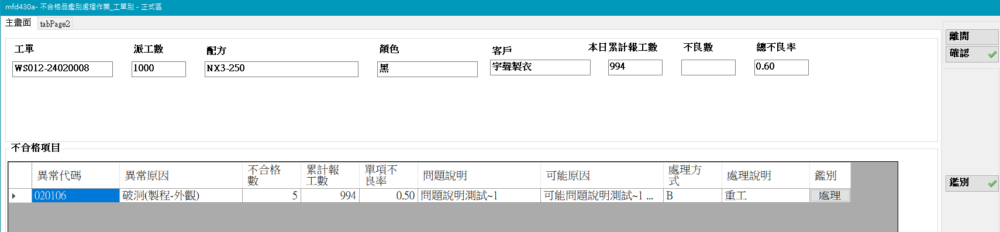 mfd430a- 不合格品鑑別處理作業_工單別 - 正式區
主畫面 tabPage2
離開
確認
工單 派工數 配方 顏色 客戶 本日累計報工數 不良數 總不良率
WS012-24020008 1000 NX3-250 黑 宇聲製衣 994 0.60
不合格項目
異常代碼 異常原因 不合格數 累計報工數 單項不良率 問題說明 可能原因 處理方式 處理說明 鑑別
020106 破洞(製程-外觀) 5 994 0.50 問題說明測試~1 可能問題說明測試~1 ... B 重工 處理
鑑別